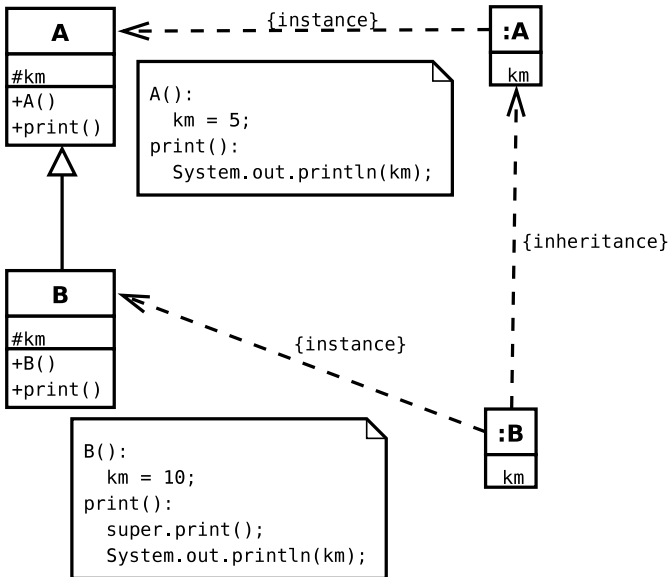 A
#km
+A()
+print()
{instance}
:A
km
A():
km = 5;
print():
System.out.println(km);
{inheritance}
B
#km
+B()
+print()
{instance}
:B
km
B():
km = 10;
print():
super.print();
System.out.println(km);